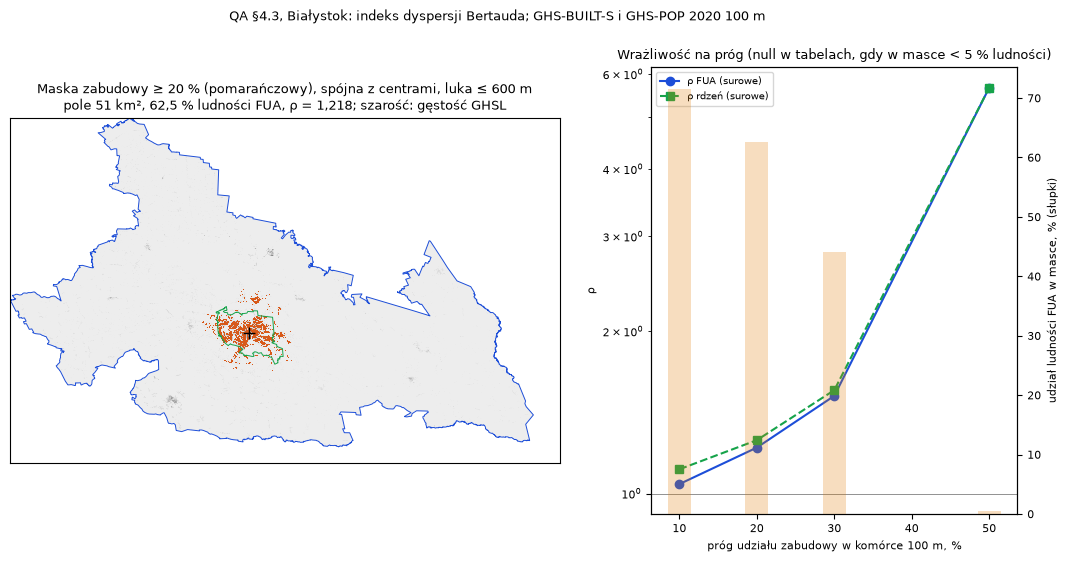 QA §4.3, Białystok: indeks dyspersji Bertauda; GHS-BUILT-S i GHS-POP 2020 100 m
Maska zabudowy ≥ 20 % (pomarańczowy), spójna z centrami, luka ≤ 600 m
pole 51 km², 62,5 % ludności FUA, ρ = 1,218; szarość: gęstość GHSL
Wrażliwość na próg (null w tabelach, gdy w masce < 5 % ludności)
ρ FUA (surowe)
ρ rdzeń (surowe)
6 × 10⁰
4 × 10⁰
3 × 10⁰
2 × 10⁰
10⁰
ρ
10
20
30
40
50
próg udziału zabudowy w komórce 100 m, %
70
60
50
40
30
20
10
0
udział ludności FUA w masce, % (słupki)